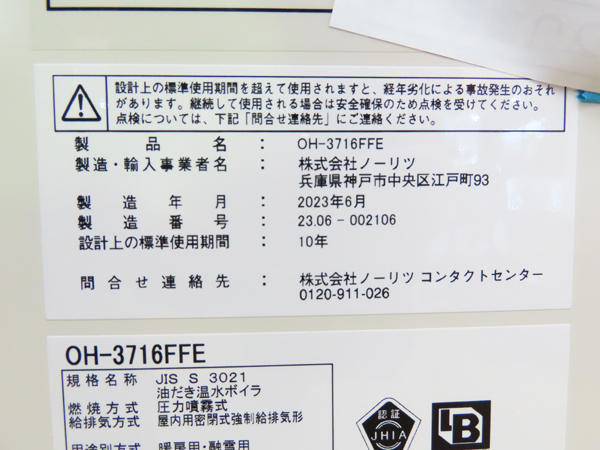 設計上の標準使用期間を超えて使用されますと、経年劣化による事故発生のおそれ
があります。継続して使用される場合は安全確保のため点検を受けてください。
点検については、下記「問合せ連絡先」にご連絡ください。
製品名 : OH-3716FFE
製造・輸入事業者名 : 株式会社ノーリツ
兵庫県神戸市中央区江戸町93
製造年月 : 2023年6月
製造番号 : 23.06-002106
設計上の標準使用期間 : 10年
問合せ連絡先 : 株式会社ノーリツ コンタクトセンター
0120-911-026
OH-3716FFE
規格名称 JIS S 3021
油だき温水ボイラ
燃焼方式 圧力噴霧式
給排気方式 屋内用密閉式強制給排気形
用途別方式 暖房用・融雪用
認証
JHIA
LB